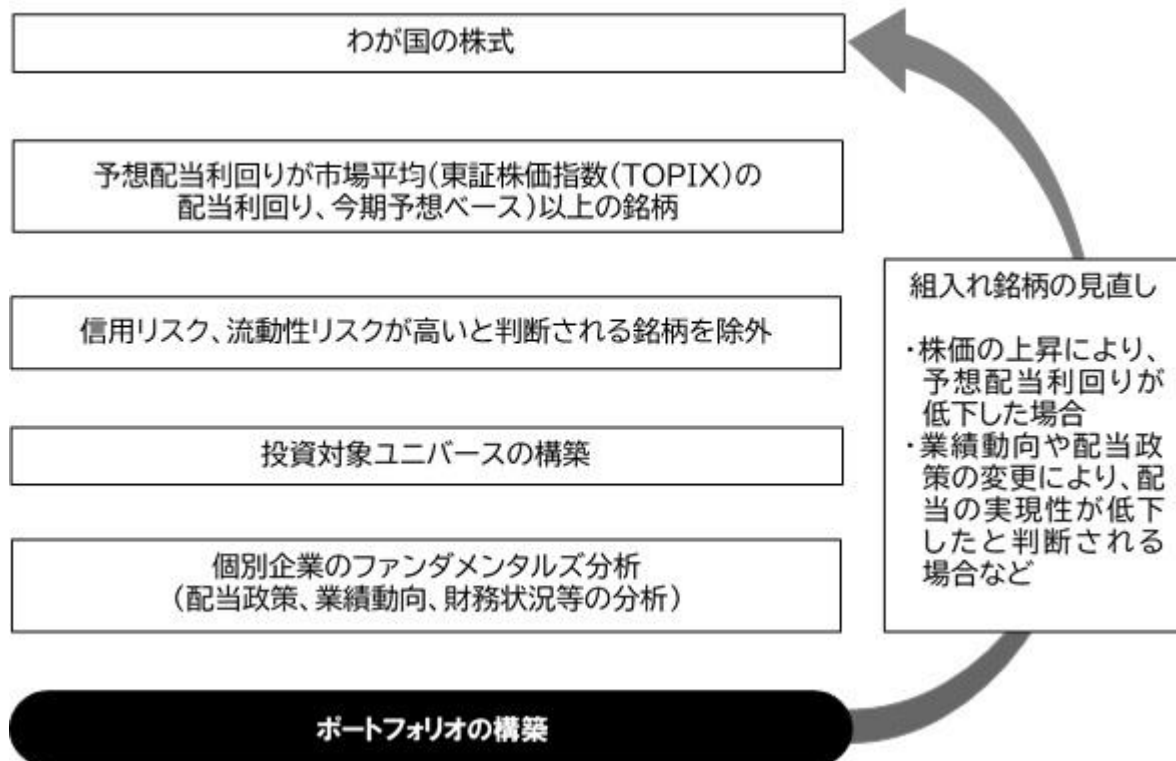 わが国の株式
予想配当利回りが市場平均(東証株価指数(TOPIX)の
配当利回り、今期予想ベース)以上の銘柄
信用リスク、流動性リスクが高いと判断される銘柄を除外
投資対象ユニバースの構築
個別企業のファンダメンタルズ分析
(配当政策、業績動向、財務状況等の分析)
ポートフォリオの構築
組入れ銘柄の見直し
・株価の上昇により、
予想配当利回りが
低下した場合
・業績動向や配当政
策の変更により、配
当の実現性が低下
したと判断される
場合など